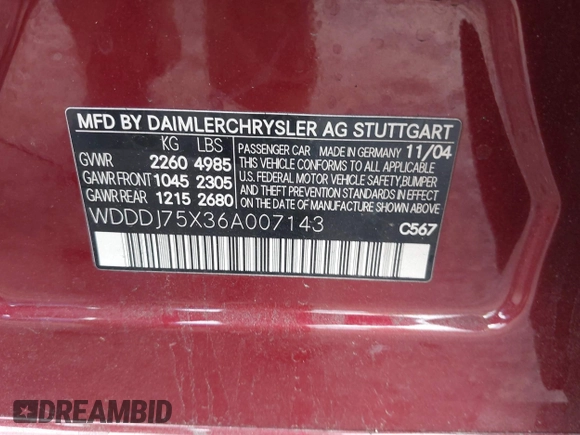 MFD BY DAIMLERCHRYSLER AG STUTTGART
KG LBS
GVWR 2260 4985
GAWR FRONT 1045 2305
GAWR REAR 1215 2680
PASSENGER CAR MADE IN GERMANY 11/04
THIS VEHICLE CONFORMS TO ALL APPLICABLE
U.S. FEDERAL MOTOR VEHICLE SAFETY, BUMPER
AND THEFT PREVENTION STANDARDS IN EFFECT
ON THE DATE OF MANUFACTURE SHOWN ABOVE.
WDDDJ75X36A007143
C567
DREAMBID